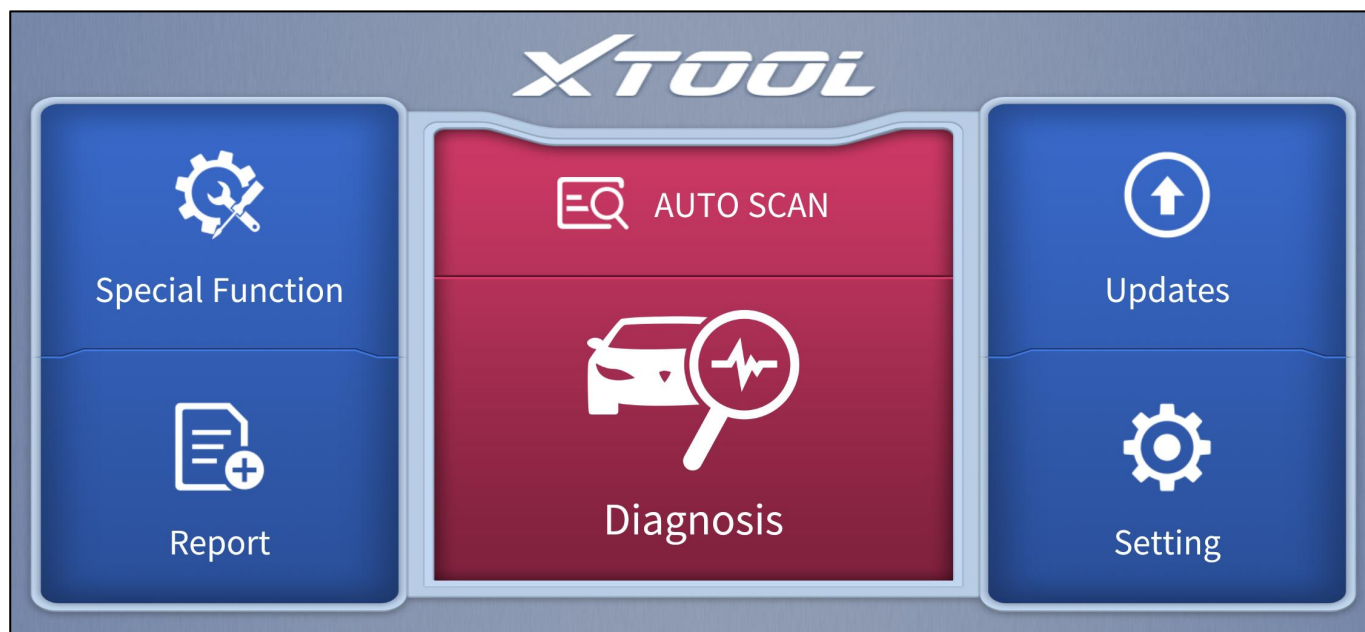 XTOOL
Special Function
AUTO SCAN
Updates
Report
Diagnosis
Setting